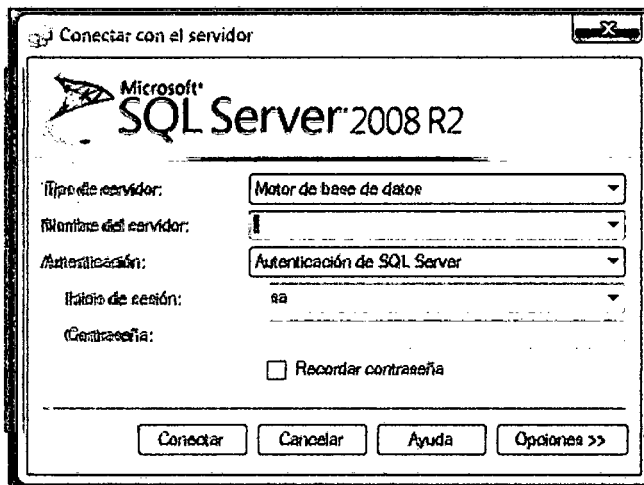 Conectar con el servidor
Microsoft®
SQL Server® 2008 R2
Tipo de servidor: Motor de base de datos
Nombre del servidor:
Autenticación: Autenticación de SQL Server
Inicio de sesión: sa
Contraseña:
Recordar contraseña
Conectar Cancelar Ayuda Opciones >>